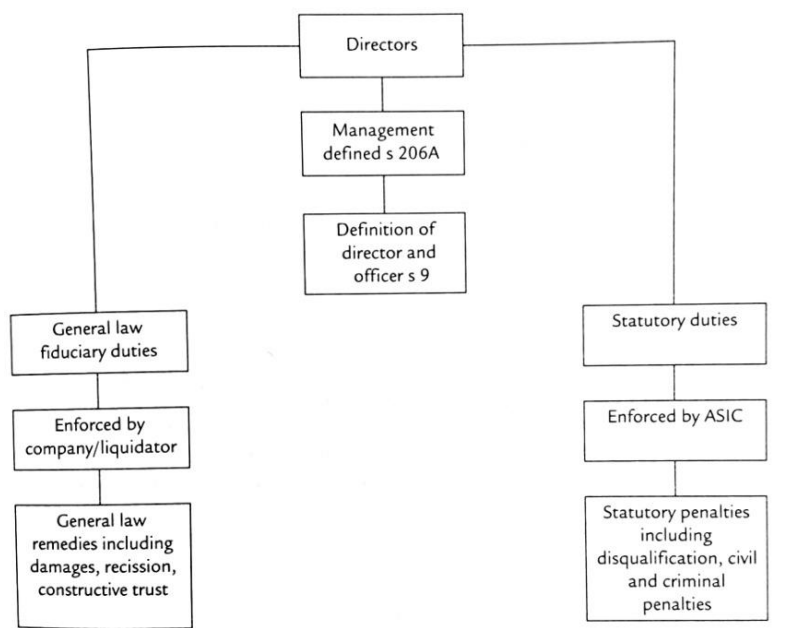 Directors
Management
defined s 206A
Definition of
director and
officer s 9
General law
fiduciary duties
Enforced by
company/liquidator
General law
remedies including
damages, recission,
constructive trust
Statutory duties
Enforced by ASIC
Statutory penalties
including
disqualification, civil
and criminal
penalties